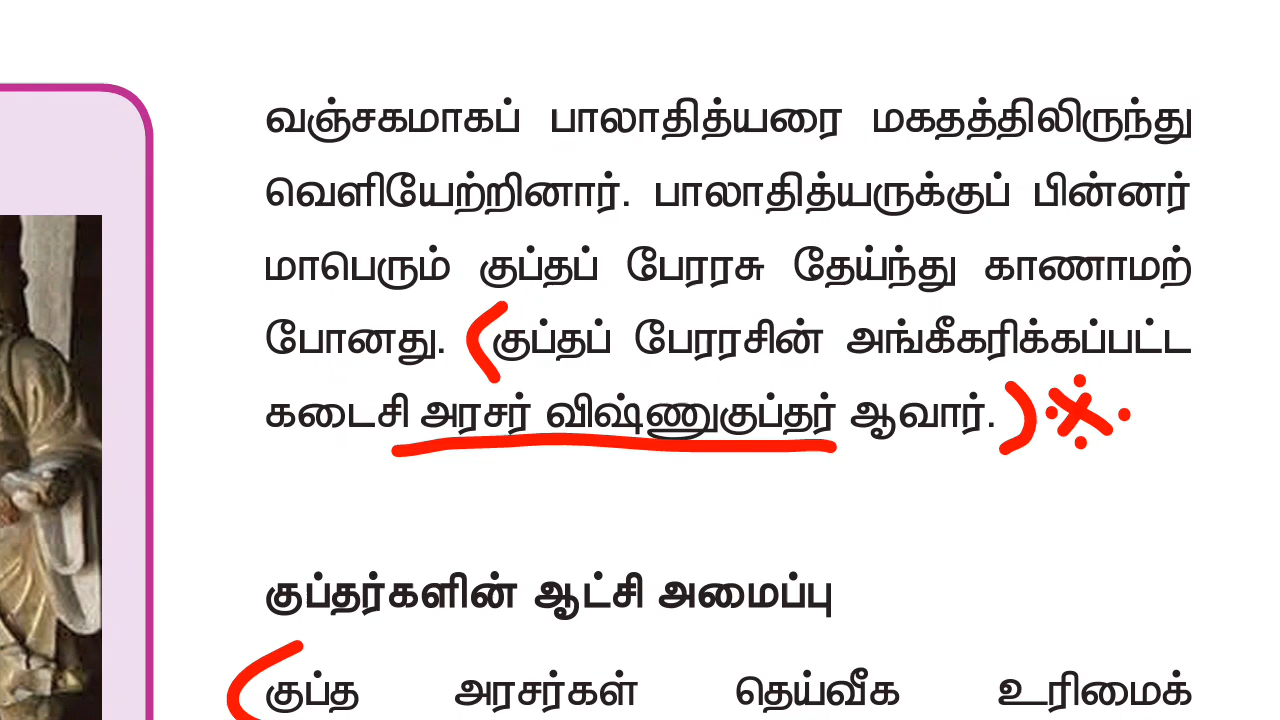 வஞ்சகமாகப் பாலாதித்யரை மகதத்திலிருந்து
வெளியேற்றினார். பாலாதித்யருக்குப் பின்னர்
மாபெரும் குப்தப் பேரரசு தேய்ந்து காணாமற்
போனது. குப்தப் பேரரசின் அங்கீகரிக்கப்பட்ட
கடைசி அரசர் விஷ்ணுகுப்தர் ஆவார்.
குப்தர்களின் ஆட்சி அமைப்பு
குப்த அரசர்கள் தெய்வீக உரிமைக்